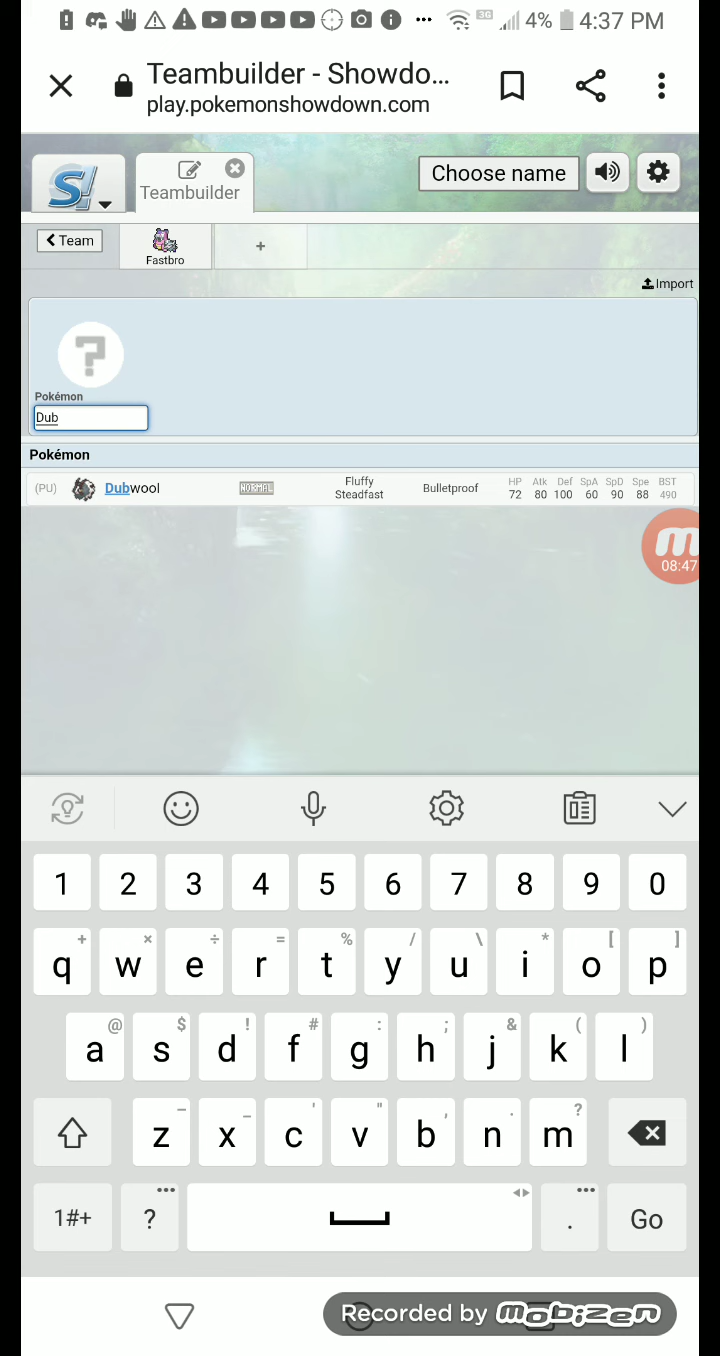 3G 4% 4:37 PM
Teambuilder - Showdo...
play.pokemonshowdown.com
S!
Teambuilder
Choose name
Team
Fastbro
+
Import
?
Pokémon
Dub
Pokémon
(PU) Dubwool NORMAL Fluffy Steadfast Bulletproof HP 72 Atk 80 Def 100 SpA 60 SpD 90 Spe 88 BST 490
08:47
1 2 3 4 5 6 7 8 9 0
+ × ÷ = % / \ * [ ]
q w e r t y u i o p
@ $ ! # : ; & ( )
a s d f g h j k l
– _ ' " , . ?
z x c v b n m
1#+ ? . Go
Recorded by mobizen